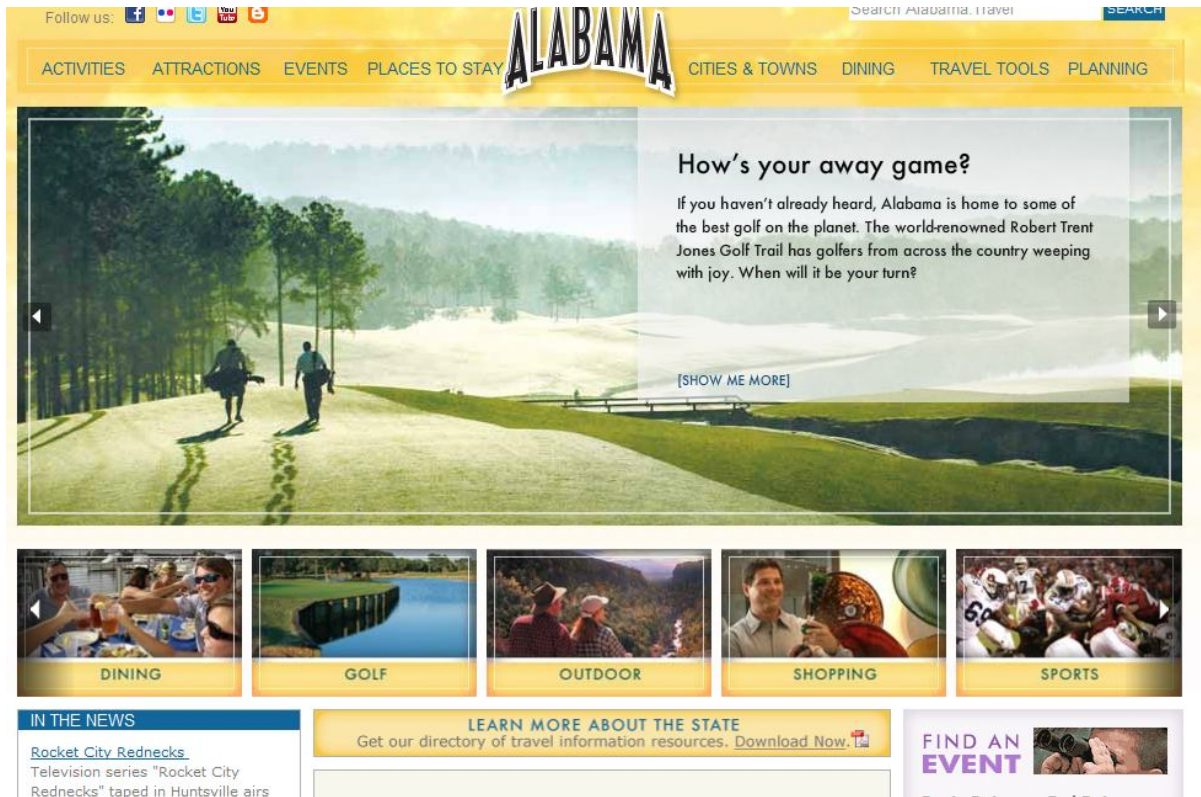 Follow us:
Search Alabama.Travel
SEARCH
ALABAMA
ACTIVITIES ATTRACTIONS EVENTS PLACES TO STAY CITIES & TOWNS DINING TRAVEL TOOLS PLANNING
How's your away game?
If you haven't already heard, Alabama is home to some of
the best golf on the planet. The world-renowned Robert Trent
Jones Golf Trail has golfers from across the country weeping
with joy. When will it be your turn?
[SHOW ME MORE]
DINING
GOLF
OUTDOOR
SHOPPING
SPORTS
IN THE NEWS
Rocket City Rednecks
Television series "Rocket City
Rednecks" taped in Huntsville airs
LEARN MORE ABOUT THE STATE
Get our directory of travel information resources. Download Now.
FIND AN
EVENT